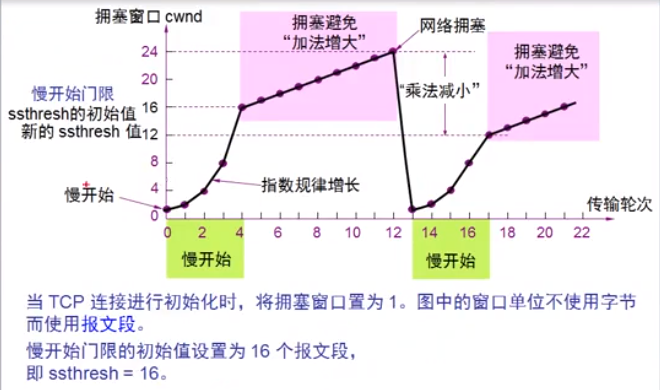 拥塞窗口 cwnd
24
20
16
12
8
4
0
慢开始门限
ssthresh的初始值
新的 ssthresh 值
慢开始
拥塞避免
“加法增大”
网络拥塞
拥塞避免
“加法增大”
“乘法减小”
指数规律增长
传输轮次
0 2 4 6 8 10 12 14 16 18 20 22
慢开始
慢开始
当 TCP 连接进行初始化时，将拥塞窗口置为 1。图中的窗口单位不使用字节
而使用报文段。
慢开始门限的初始值设置为 16 个报文段，
即 ssthresh = 16。